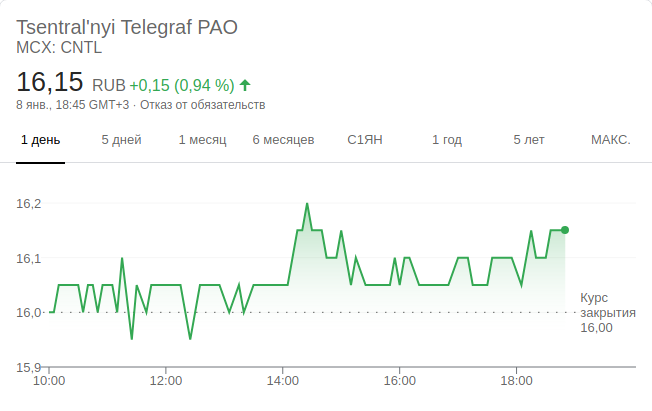 Tsentral'nyi Telegraf PAO
MCX: CNTL
16,15 RUB +0,15 (0,94 %)
8 янв., 18:45 GMT+3 · Отказ от обязательств
1 день 5 дней 1 месяц 6 месяцев С1ЯН 1 год 5 лет МАКС.
16,2
16,1
16,0
15,9
Курс
закрытия
16,00
10:00 12:00 14:00 16:00 18:00